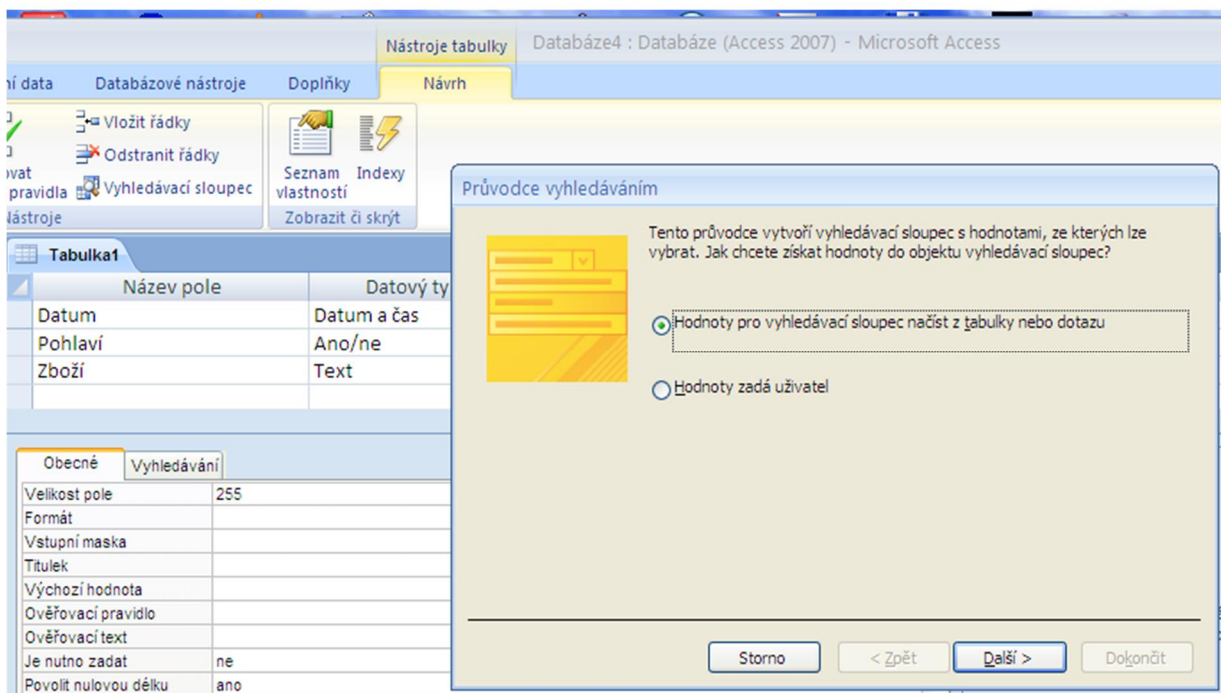 Nástroje tabulky
Databáze4 : Databáze (Access 2007) - Microsoft Access
ní data
Databázové nástroje
Doplňky
Návrh
Vložit řádky
Odstranit řádky
ovat
pravidla
Vyhledávací sloupec
Seznam
vlastností
Indexy
Nástroje
Zobrazit či skrýt
Tabulka1
Název pole
Datový ty
Datum
Datum a čas
Pohlaví
Ano/ne
Zboží
Text
Obecné
Vyhledávání
Velikost pole 255
Formát
Vstupní maska
Titulek
Výchozí hodnota
Ověřovací pravidlo
Ověřovací text
Je nutno zadat ne
Povolit nulovou délku ano
Průvodce vyhledáváním
Tento průvodce vytvoří vyhledávací sloupec s hodnotami, ze kterých lze
vybrat. Jak chcete získat hodnoty do objektu vyhledávací sloupec?
Hodnoty pro vyhledávací sloupec načíst z tabulky nebo dotazu
Hodnoty zadá uživatel
Storno
< Zpět
Další >
Dokončit